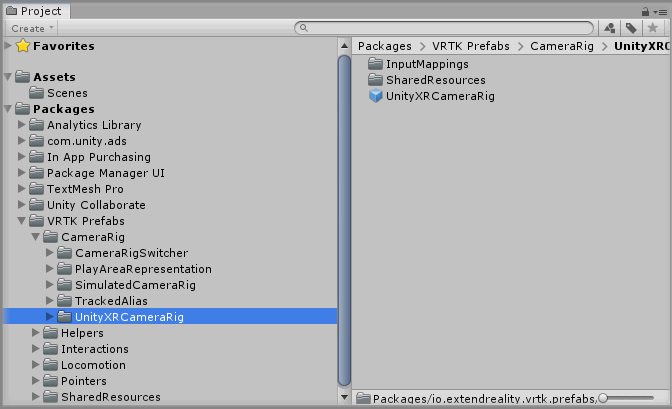 Project
Create
Favorites
Assets
Scenes
Packages
Analytics Library
com.unity.ads
In App Purchasing
Package Manager UI
TextMesh Pro
Unity Collaborate
VRTK Prefabs
CameraRig
CameraRigSwitcher
PlayAreaRepresentation
SimulatedCameraRig
TrackedAlias
UnityXRCameraRig
Helpers
Interactions
Locomotion
Pointers
SharedResources
Packages VRTK Prefabs CameraRig UnityXRC
InputMappings
SharedResources
UnityXRCameraRig
Packages/io.extendreality.vrtk.prefabs/